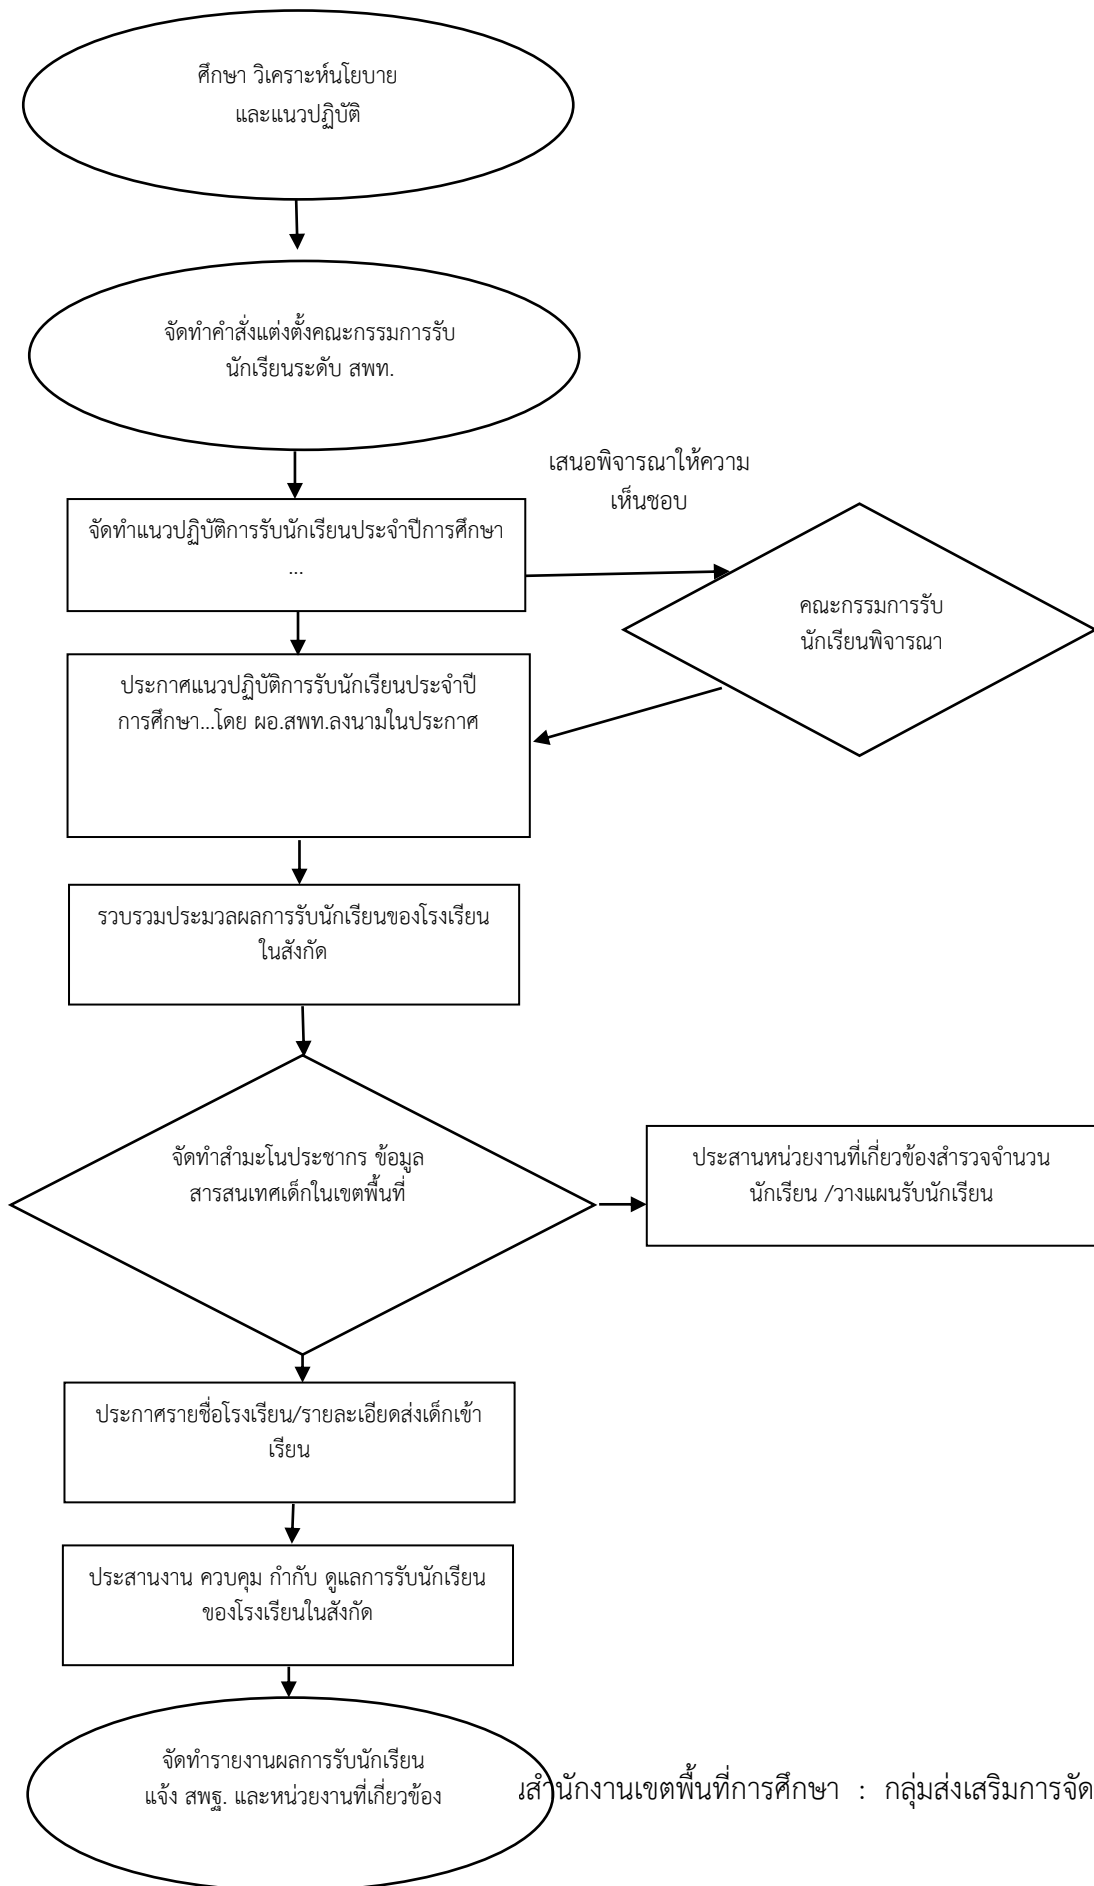 ศึกษา วิเคราะห์นโยบาย
และแนวปฏิบัติ
จัดทำคำสั่งแต่งตั้งคณะกรรมการรับ
นักเรียนระดับ สพท.
เสนอพิจารณาให้ความ
เห็นชอบ
จัดทำแนวปฏิบัติการรับนักเรียนประจำปีการศึกษา
...
คณะกรรมการรับ
นักเรียนพิจารณา
ประกาศแนวปฏิบัติการรับนักเรียนประจำปี
การศึกษา...โดย ผอ.สพท.ลงนามในประกาศ
รวบรวมประมวลผลการรับนักเรียนของโรงเรียน
ในสังกัด
จัดทำสำมะโนประชากร ข้อมูล
สารสนเทศเด็กในเขตพื้นที่
ประสานหน่วยงานที่เกี่ยวข้องสำรวจจำนวน
นักเรียน /วางแผนรับนักเรียน
ประกาศรายชื่อโรงเรียน/รายละเอียดส่งเด็กเข้า
เรียน
ประสานงาน ควบคุม กำกับ ดูแลการรับนักเรียน
ของโรงเรียนในสังกัด
จัดทำรายงานผลการรับนักเรียน
แจ้ง สพฐ. และหน่วยงานที่เกี่ยวข้อง
สำนักงานเขตพื้นที่การศึกษา : กลุ่มส่งเสริมการจัด